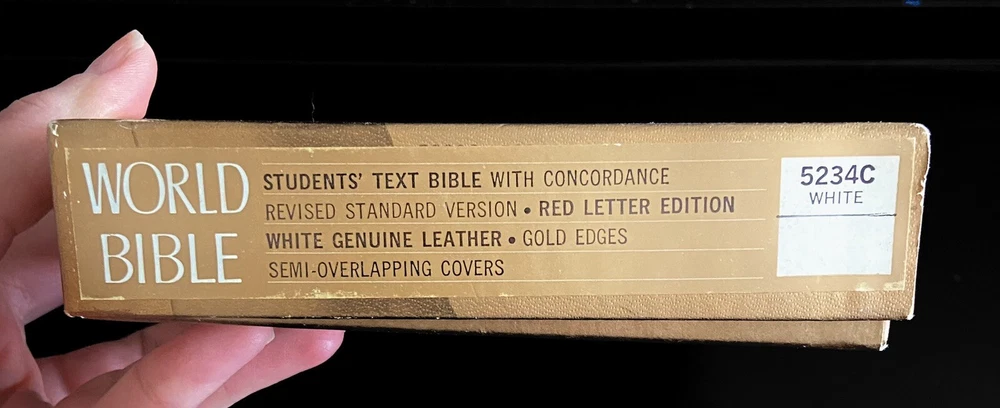 WORLD
BIBLE
STUDENTS' TEXT BIBLE WITH CONCORDANCE
REVISED STANDARD VERSION • RED LETTER EDITION
WHITE GENUINE LEATHER • GOLD EDGES
SEMI-OVERLAPPING COVERS
5234C
WHITE